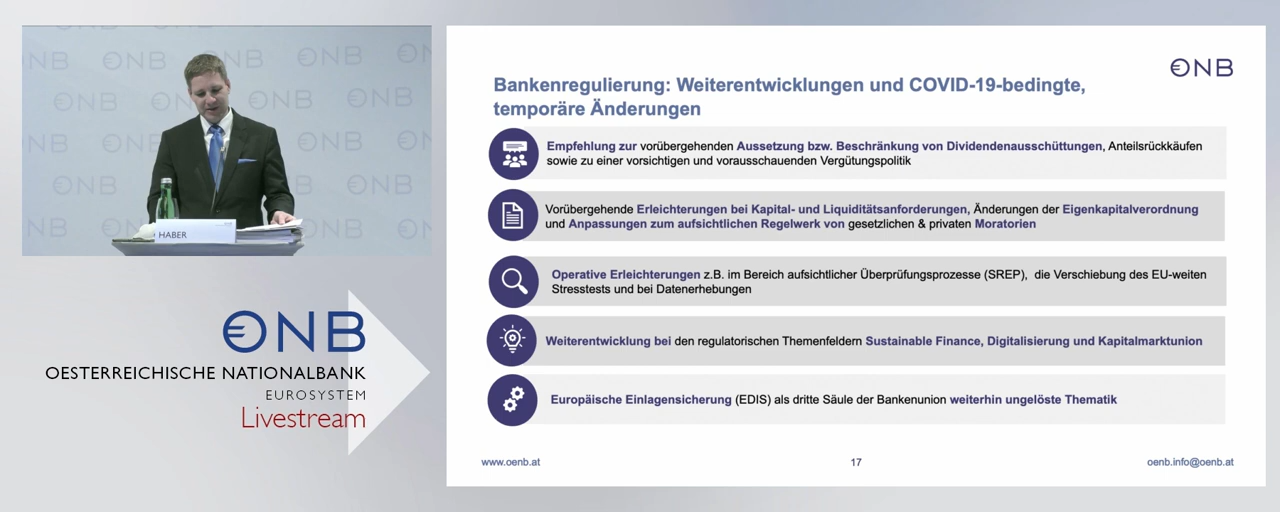 HABER
ONB
OESTERREICHISCHE NATIONALBANK
EUROSYSTEM
Livestream
ONB
Bankenregulierung: Weiterentwicklungen und COVID-19-bedingte,
temporäre Änderungen
Empfehlung zur vorübergehenden Aussetzung bzw. Beschränkung von Dividendenausschüttungen, Anteilsrückkäufen
sowie zu einer vorsichtigen und vorausschauenden Vergütungspolitik
Vorübergehende Erleichterungen bei Kapital- und Liquiditätsanforderungen, Änderungen der Eigenkapitalverordnung
und Anpassungen zum aufsichtlichen Regelwerk von gesetzlichen & privaten Moratorien
Operative Erleichterungen z.B. im Bereich aufsichtlicher Überprüfungsprozesse (SREP), die Verschiebung des EU-weiten
Stresstests und bei Datenerhebungen
Weiterentwicklung bei den regulatorischen Themenfeldern Sustainable Finance, Digitalisierung und Kapitalmarktunion
Europäische Einlagensicherung (EDIS) als dritte Säule der Bankenunion weiterhin ungelöste Thematik
www.oenb.at
17
oenb.info@oenb.at